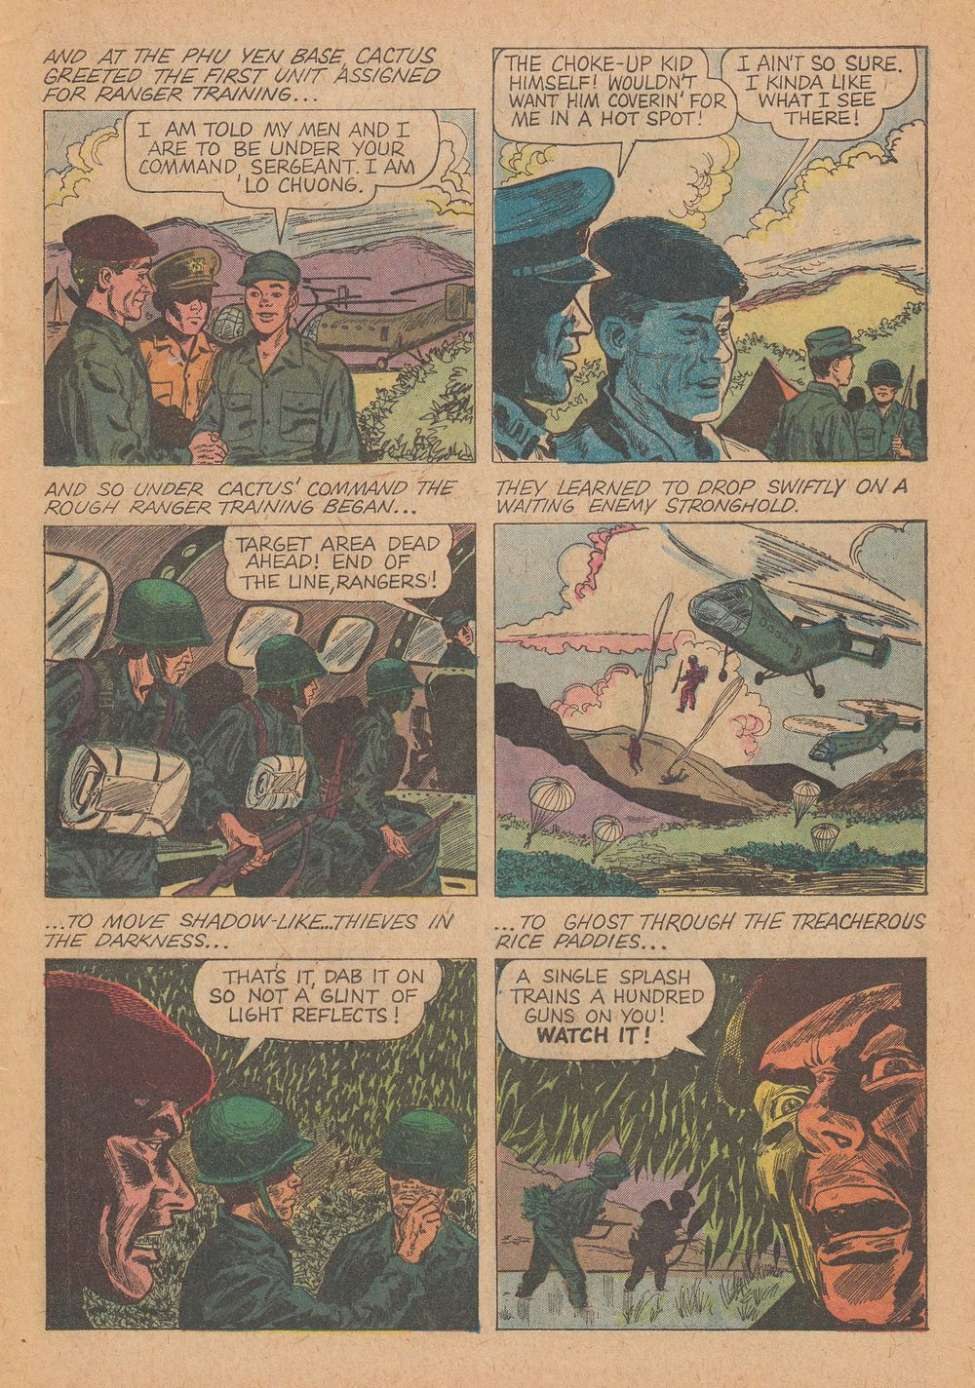 AND AT THE PHU YEN BASE, CACTUS
GREETED THE FIRST UNIT ASSIGNED
FOR RANGER TRAINING...
I AM TOLD MY MEN AND I
ARE TO BE UNDER YOUR
COMMAND, SERGEANT. I AM
LO CHUONG.
THE CHOKE-UP KID
HIMSELF! WOULDN'T
WANT HIM COVERIN' FOR
ME IN A HOT SPOT!
I AIN'T SO SURE.
I KINDA LIKE
WHAT I SEE
THERE!
AND SO UNDER CACTUS' COMMAND THE
ROUGH RANGER TRAINING BEGAN...
TARGET AREA DEAD
AHEAD! END OF
THE LINE, RANGERS!
THEY LEARNED TO DROP SWIFTLY ON A
WAITING ENEMY STRONGHOLD.
...TO MOVE SHADOW-LIKE...THIEVES IN
THE DARKNESS...
THAT'S IT, DAB IT ON
SO NOT A GLINT OF
LIGHT REFLECTS!
...TO GHOST THROUGH THE TREACHEROUS
RICE PADDIES...
A SINGLE SPLASH
TRAINS A HUNDRED
GUNS ON YOU!
WATCH IT!